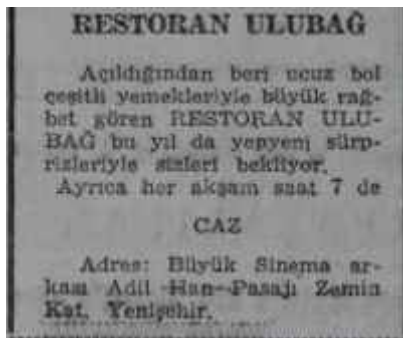 RESTORAN ULUBAĞ
Açıldığından beri ucuz bol
çeşitli yemekleriyle büyük rağ-
bet gören RESTORAN ULU-
BAĞ bu yıl da yepyeni sürp-
rizleriyle sizleri bekliyor.
Ayrıca her akşam saat 7 de
CAZ
Adres: Büyük Sinema ar-
kası Adil Han Pasajı Zemin
Kat. Yenişehir.